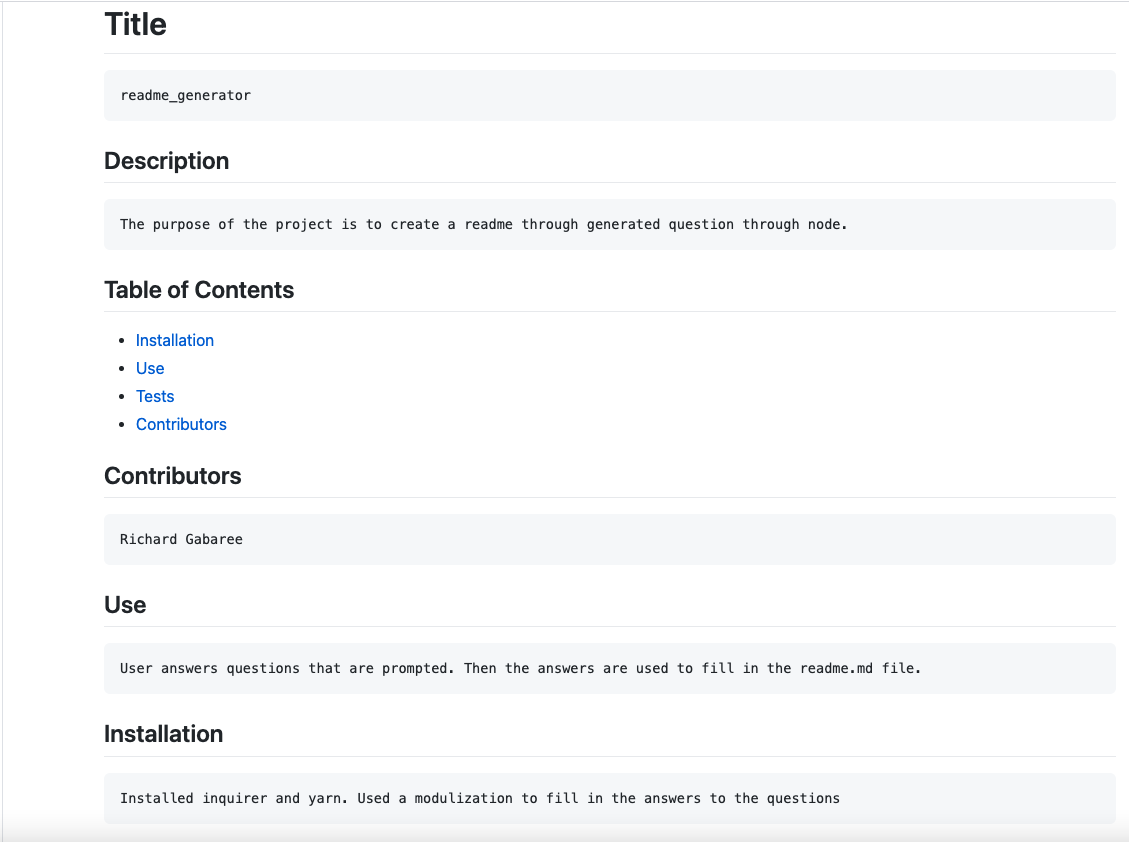 Title
readme_generator
Description
The purpose of the project is to create a readme through generated question through node.
Table of Contents
Installation
Use
Tests
Contributors
Contributors
Richard Gabaree
Use
User answers questions that are prompted. Then the answers are used to fill in the readme.md file.
Installation
Installed inquirer and yarn. Used a modulization to fill in the answers to the questions